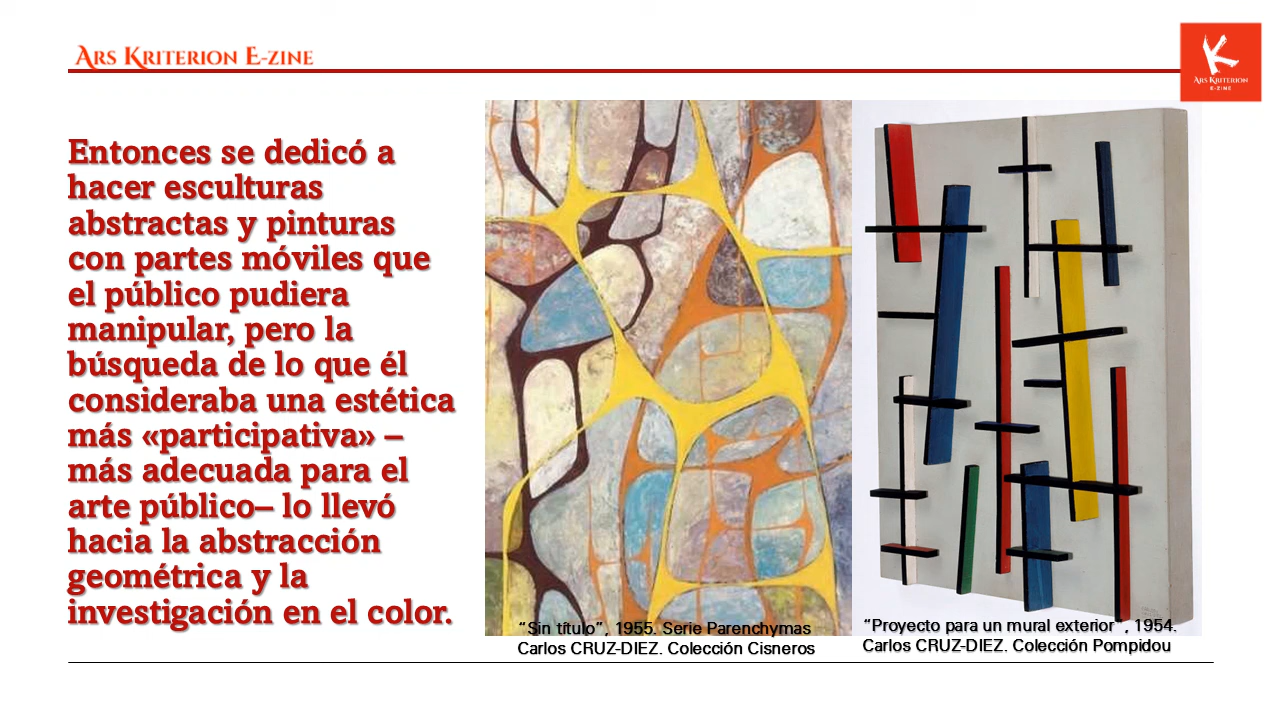 Ars Kriterion E-zine
Ars Kriterion
E-ZINE
Entonces se dedicó a
hacer esculturas
abstractas y pinturas
con partes móviles que
el público pudiera
manipular, pero la
búsqueda de lo que él
consideraba una estética
más «participativa» –
más adecuada para el
arte público– lo llevó
hacia la abstracción
geométrica y la
investigación en el color.
“Sin título”, 1955. Serie Parenchymas
Carlos CRUZ-DIEZ. Colección Cisneros
“Proyecto para un mural exterior”, 1954.
Carlos CRUZ-DIEZ. Colección Pompidou